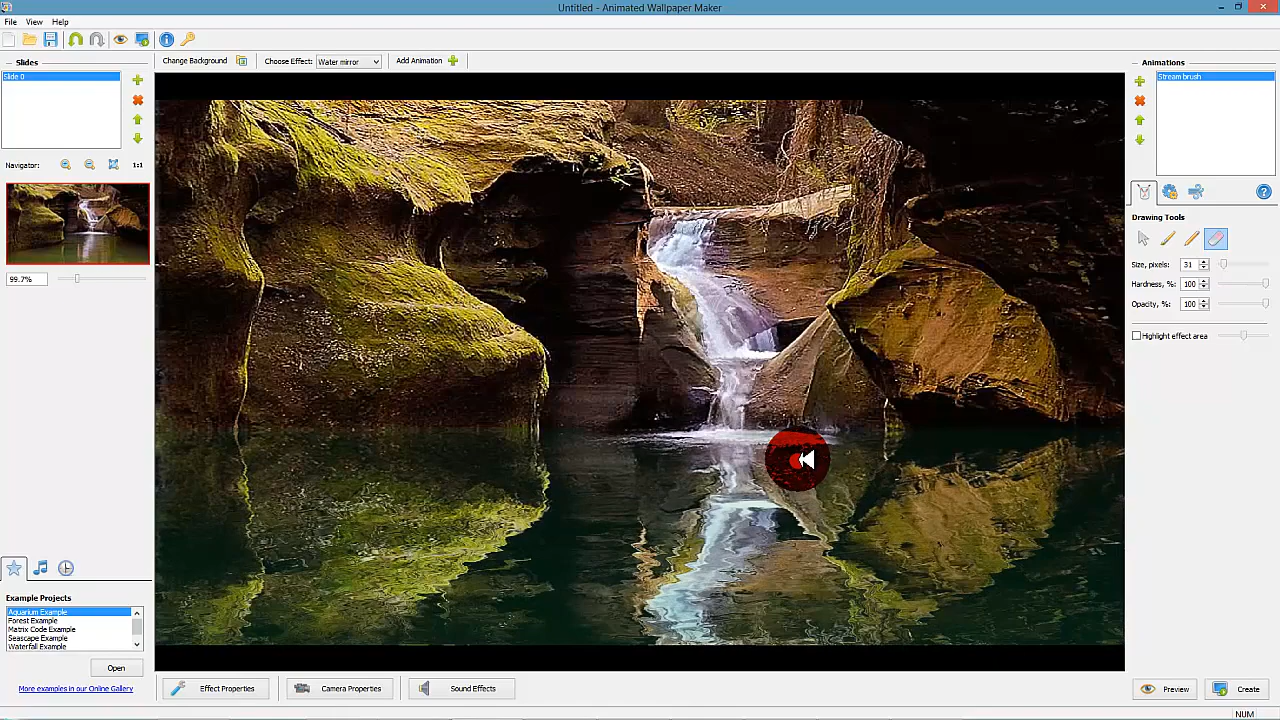 Untitled - Animated Wallpaper Maker
File View Help
Slides
Slide 0
Navigator: 1:1
99.7%
Example Projects
Aquarium Example
Forest Example
Matrix Code Example
Seascape Example
Waterfall Example
Open
More examples in our Online Gallery
Change Background Choose Effect: Water mirror Add Animation
Effect Properties Camera Properties Sound Effects
Animations
Stream brush
Drawing Tools
Size, pixels: 31
Hardness, %: 100
Opacity, %: 100
Highlight effect area
Preview Create
NUM